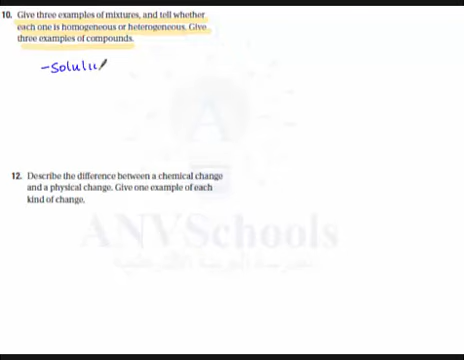 10. Give three examples of mixtures, and tell whether
each one is homogeneous or heterogeneous. Give
three examples of compounds.
12. Describe the difference between a chemical change
and a physical change. Give one example of each
kind of change.
ANVSchools